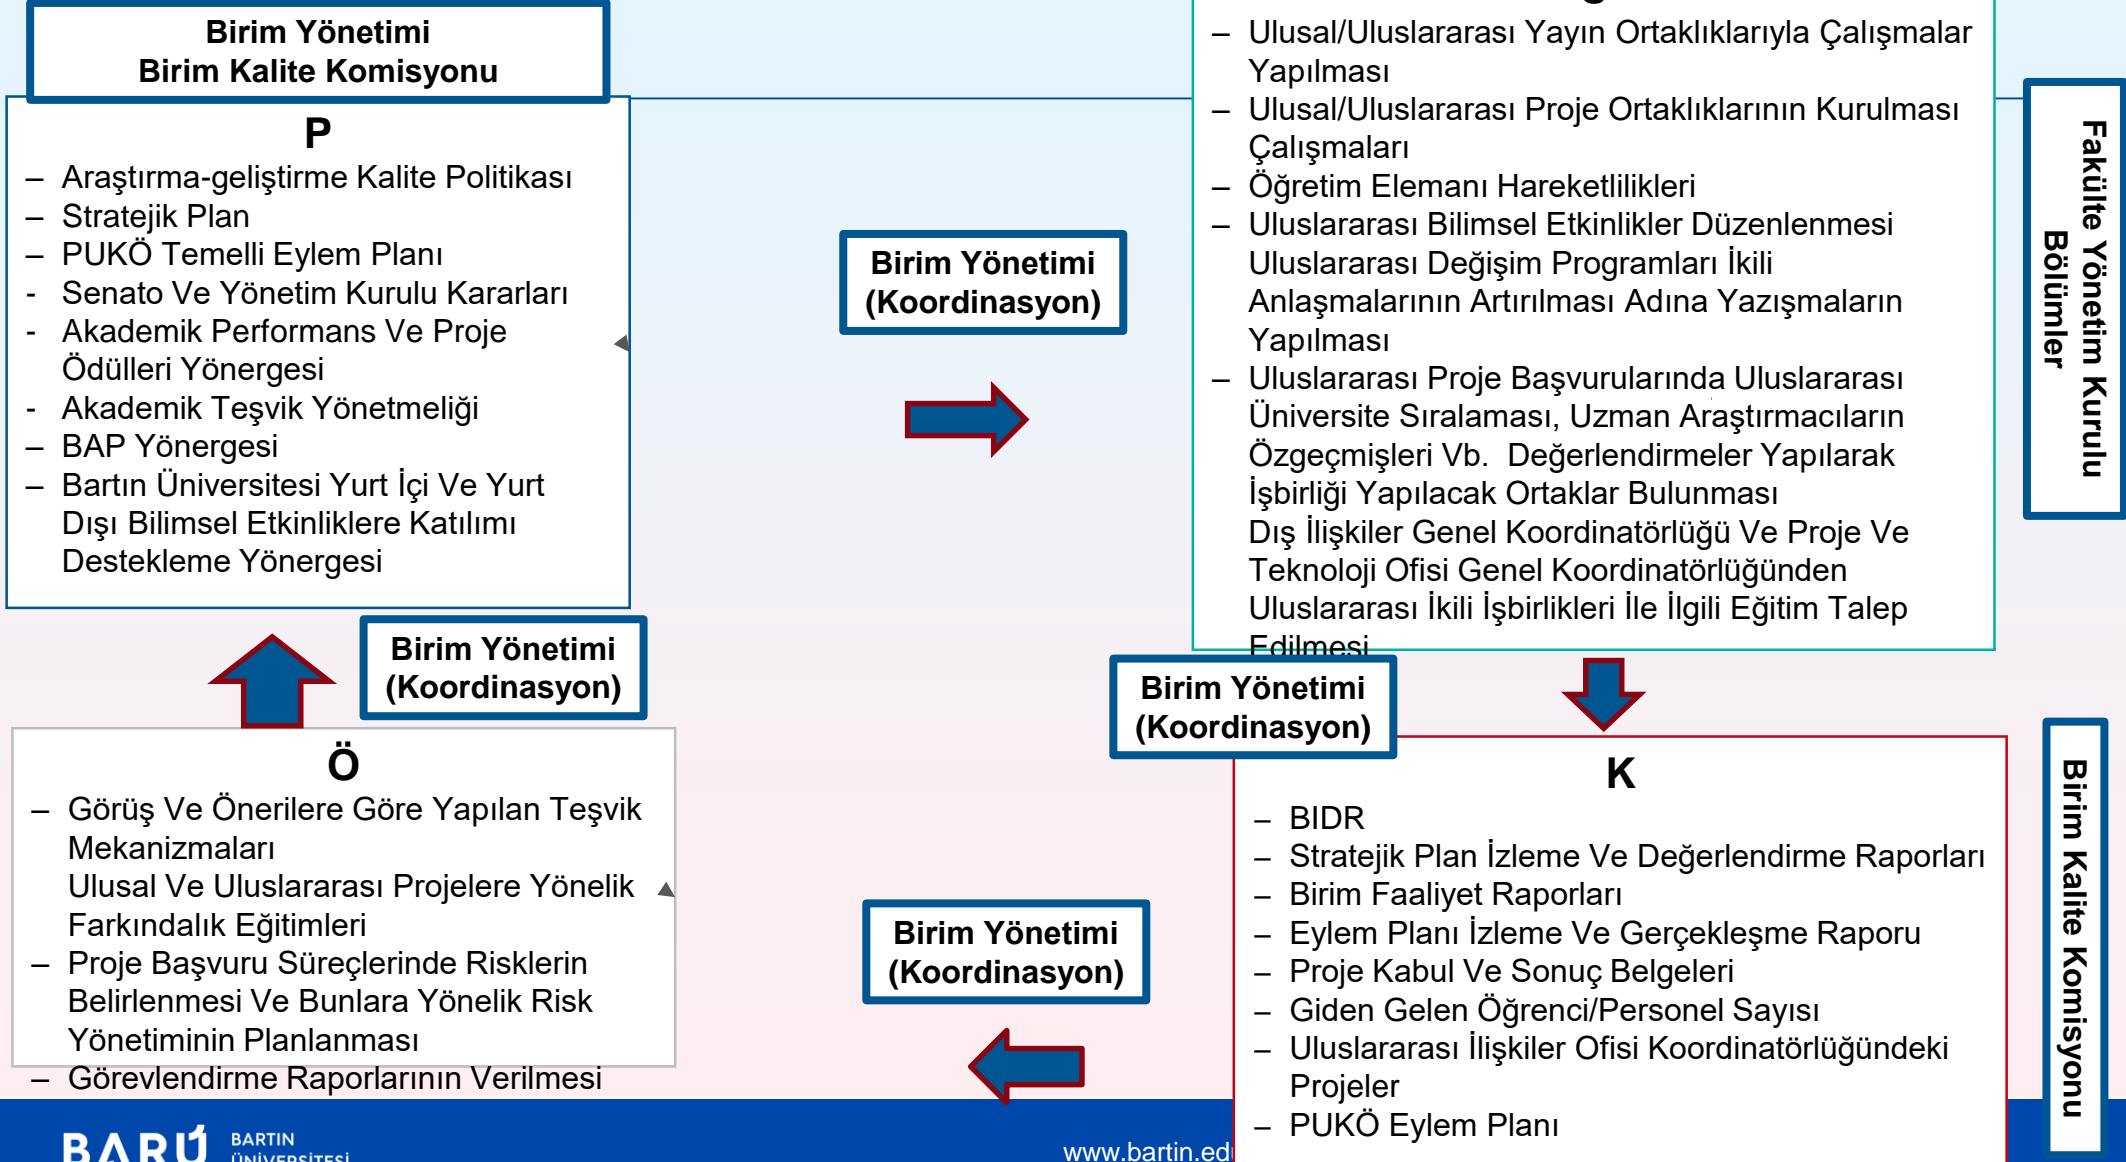 Birim Yönetimi
Birim Kalite Komisyonu
P
– Araştırma-geliştirme Kalite Politikası
– Stratejik Plan
– PUKÖ Temelli Eylem Planı
- Senato Ve Yönetim Kurulu Kararları
- Akademik Performans Ve Proje
Ödülleri Yönergesi
- Akademik Teşvik Yönetmeliği
– BAP Yönergesi
– Bartın Üniversitesi Yurt İçi Ve Yurt
Dışı Bilimsel Etkinliklere Katılımı
Destekleme Yönergesi
Birim Yönetimi
(Koordinasyon)
– Ulusal/Uluslararası Yayın Ortaklıklarıyla Çalışmalar
Yapılması
– Ulusal/Uluslararası Proje Ortaklıklarının Kurulması
Çalışmaları
– Öğretim Elemanı Hareketlilikleri
– Uluslararası Bilimsel Etkinlikler Düzenlenmesi
Uluslararası Değişim Programları İkili
Anlaşmalarının Artırılması Adına Yazışmaların
Yapılması
– Uluslararası Proje Başvurularında Uluslararası
Üniversite Sıralaması, Uzman Araştırmacıların
Özgeçmişleri Vb.  Değerlendirmeler Yapılarak
İşbirliği Yapılacak Ortaklar Bulunması
Dış İlişkiler Genel Koordinatörlüğü Ve Proje Ve
Teknoloji Ofisi Genel Koordinatörlüğünden
Uluslararası İkili İşbirlikleri İle İlgili Eğitim Talep
Edilmesi
Fakülte Yönetim Kurulu
Bölümler
Birim Yönetimi
(Koordinasyon)
Birim Yönetimi
(Koordinasyon)
Ö
– Görüş Ve Önerilere Göre Yapılan Teşvik
Mekanizmaları
Ulusal Ve Uluslararası Projelere Yönelik
Farkındalık Eğitimleri
– Proje Başvuru Süreçlerinde Risklerin
Belirlenmesi Ve Bunlara Yönelik Risk
Yönetiminin Planlanması
– Görevlendirme Raporlarının Verilmesi
Birim Yönetimi
(Koordinasyon)
K
– BIDR
– Stratejik Plan İzleme Ve Değerlendirme Raporları
– Birim Faaliyet Raporları
– Eylem Planı İzleme Ve Gerçekleşme Raporu
– Proje Kabul Ve Sonuç Belgeleri
– Giden Gelen Öğrenci/Personel Sayısı
– Uluslararası İlişkiler Ofisi Koordinatörlüğündeki
Projeler
– PUKÖ Eylem Planı
Birim Kalite Komisyonu
BARÜ
BARTIN
ÜNİVERSİTESİ
www.bartin.ed